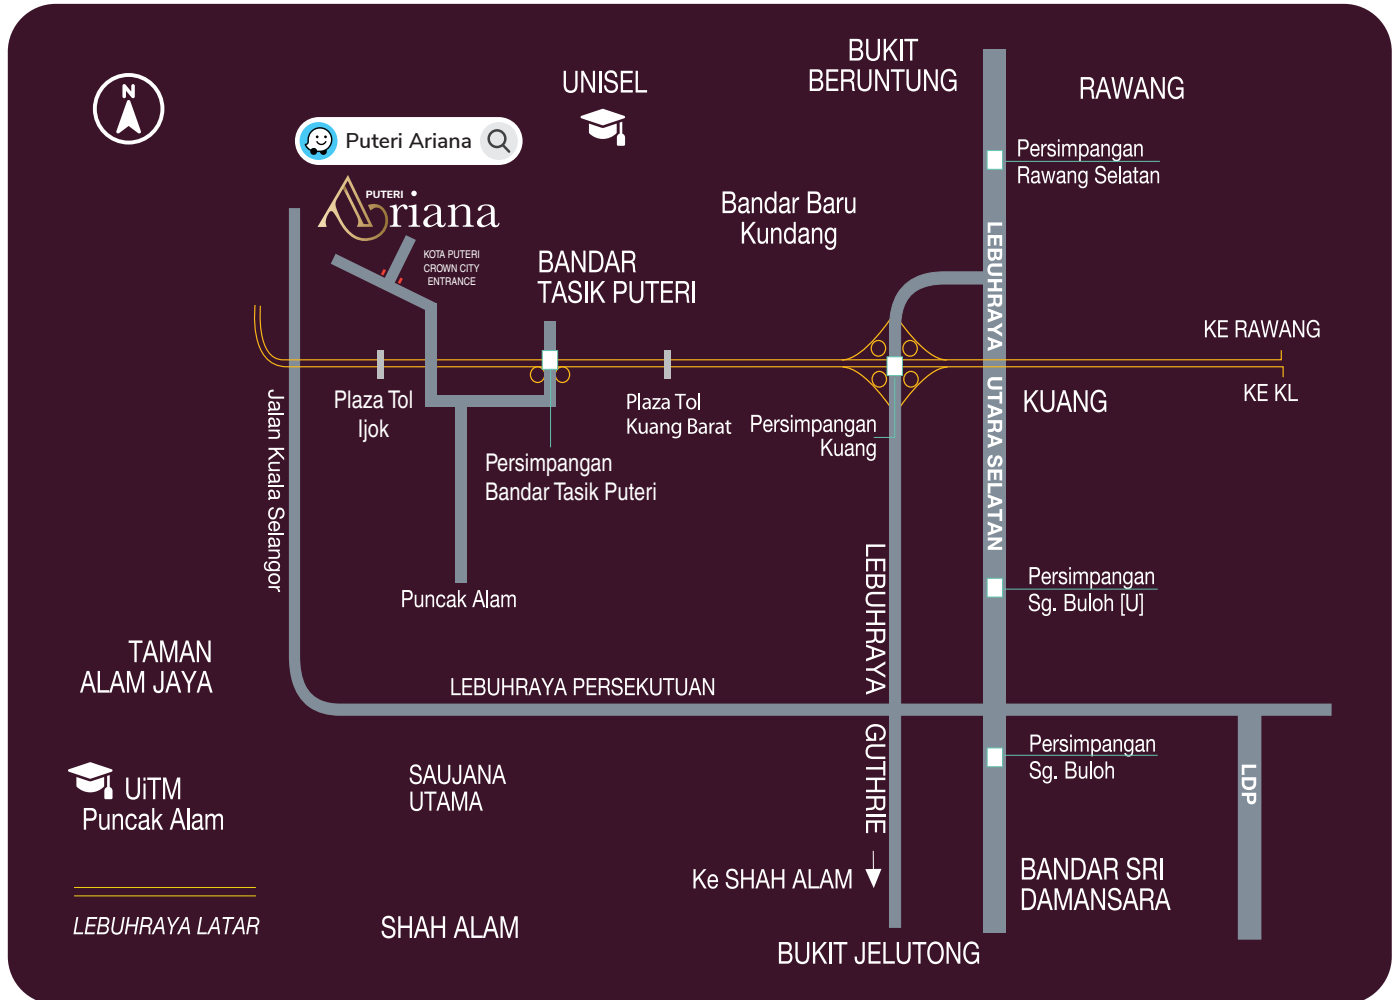 BUKIT
BERUNTUNG
RAWANG
UNISEL
N
Puteri Ariana
Persimpangan
Rawang Selatan
PUTERI
Ariana
Bandar Baru
Kundang
KOTA PUTERI
CROWN CITY
ENTRANCE
BANDAR
TASIK PUTERI
LEBUHRAYA UTARA SELATAN
KE RAWANG
KE KL
KUANG
Jalan Kuala Selangor
Plaza Tol
Ijok
Plaza Tol
Kuang Barat
Persimpangan
Kuang
Persimpangan
Bandar Tasik Puteri
LEBUHRAYA GUTHRIE
Persimpangan
Sg. Buloh [U]
Puncak Alam
TAMAN
ALAM JAYA
LEBUHRAYA PERSEKUTUAN
Persimpangan
Sg. Buloh
LDP
UiTM
Puncak Alam
SAUJANA
UTAMA
Ke SHAH ALAM
BANDAR SRI
DAMANSARA
LEBUHRAYA LATAR
SHAH ALAM
BUKIT JELUTONG